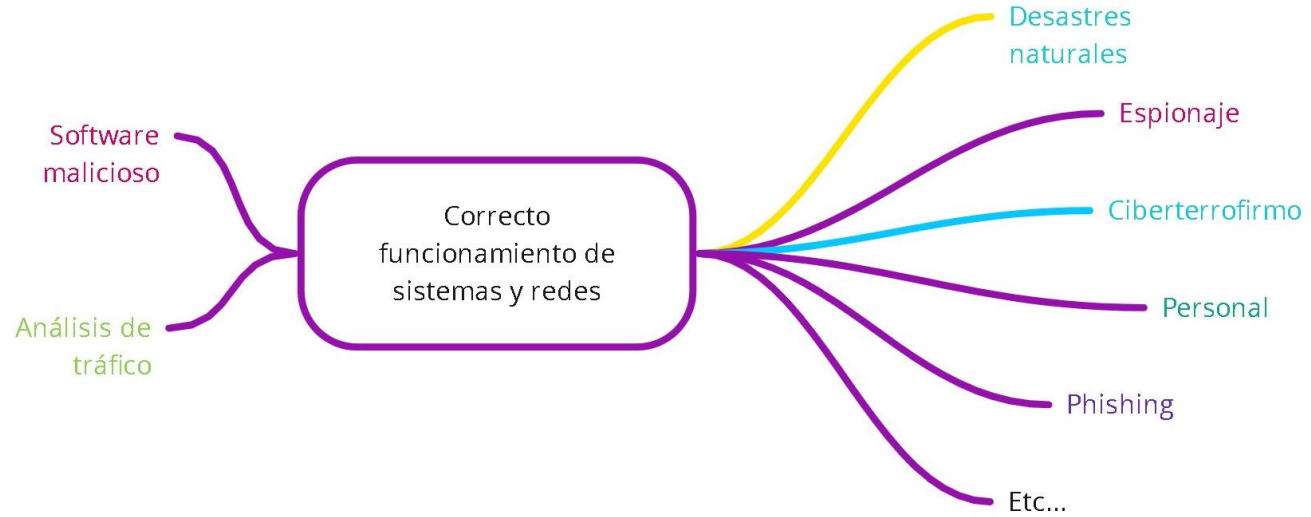 Software
malicioso
Análisis de
tráfico
Correcto
funcionamiento de
sistemas y redes
Desastres
naturales
Espionaje
Ciberterrofirmo
Personal
Phishing
Etc...